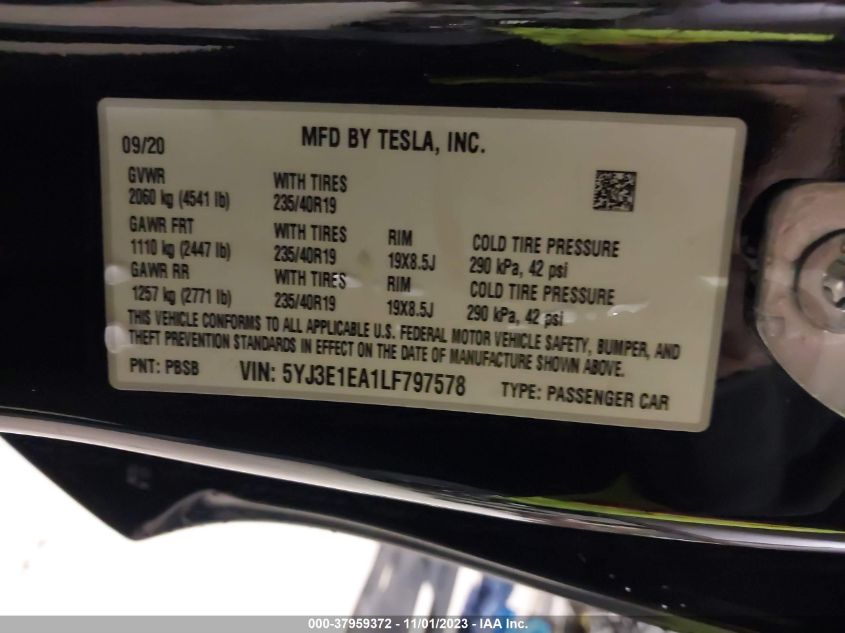 09/20 MFD BY TESLA, INC.
GVWR
2060 kg (4541 lb) WITH TIRES
235/40R19
GAWR FRT
1110 kg (2447 lb) WITH TIRES
235/40R19 RIM
19X8.5J COLD TIRE PRESSURE
290 kPa, 42 psi
GAWR RR
1257 kg (2771 lb) WITH TIRES
235/40R19 RIM
19X8.5J COLD TIRE PRESSURE
290 kPa, 42 psi
THIS VEHICLE CONFORMS TO ALL APPLICABLE U.S. FEDERAL MOTOR VEHICLE SAFETY, BUMPER, AND
THEFT PREVENTION STANDARDS IN EFFECT ON THE DATE OF MANUFACTURE SHOWN ABOVE.
PNT: PBSB VIN: 5YJ3E1EA1LF797578 TYPE: PASSENGER CAR
000-37959372 - 11/01/2023 - IAA Inc.